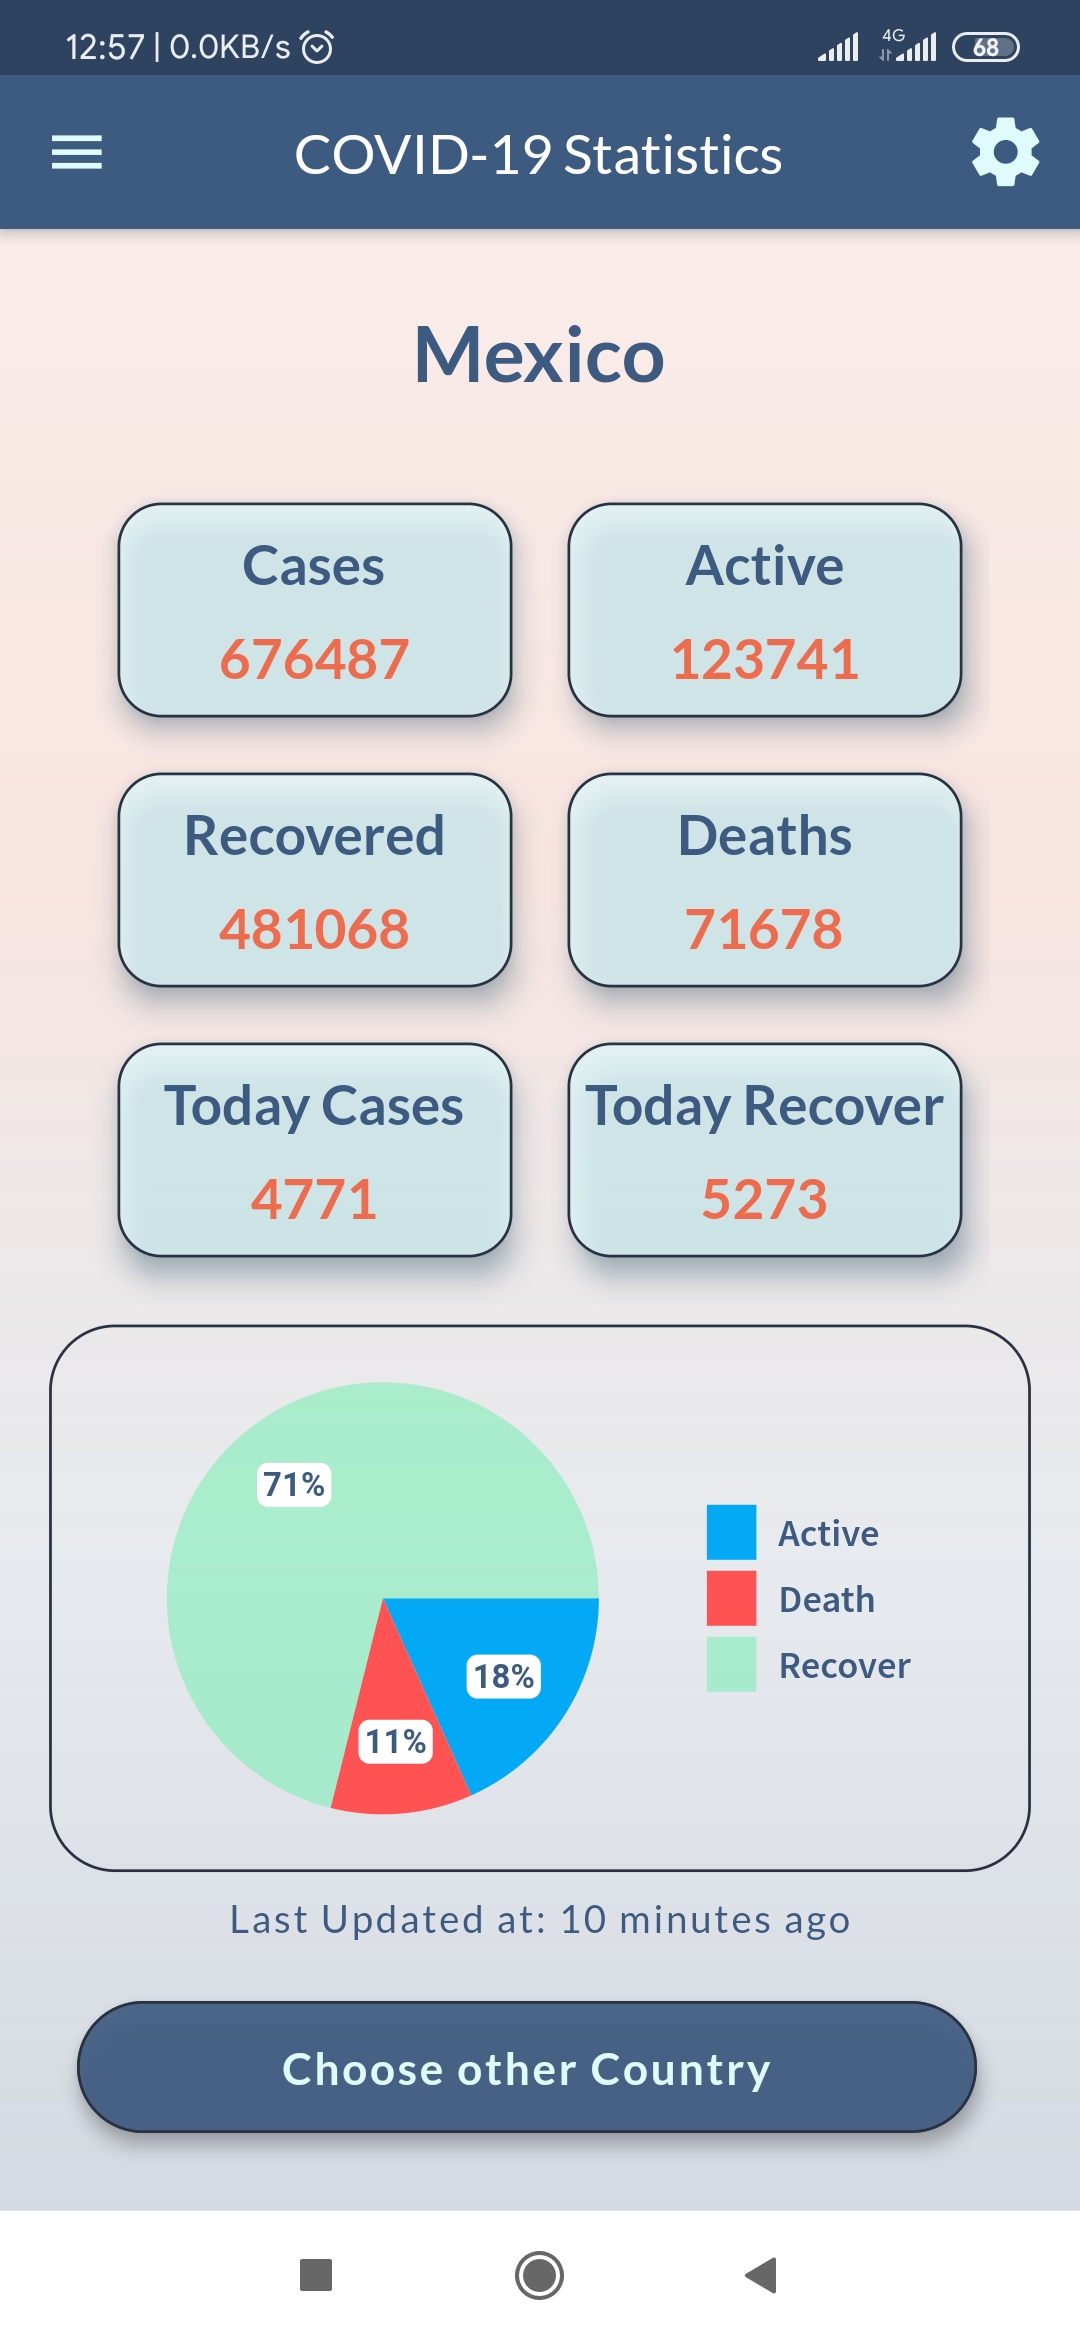 12:57 | 0.0KB/s
4G
68
COVID-19 Statistics
Mexico
Cases
676487
Active
123741
Recovered
481068
Deaths
71678
Today Cases
4771
Today Recover
5273
71%
18%
11%
Active
Death
Recover
Last Updated at: 10 minutes ago
Choose other Country